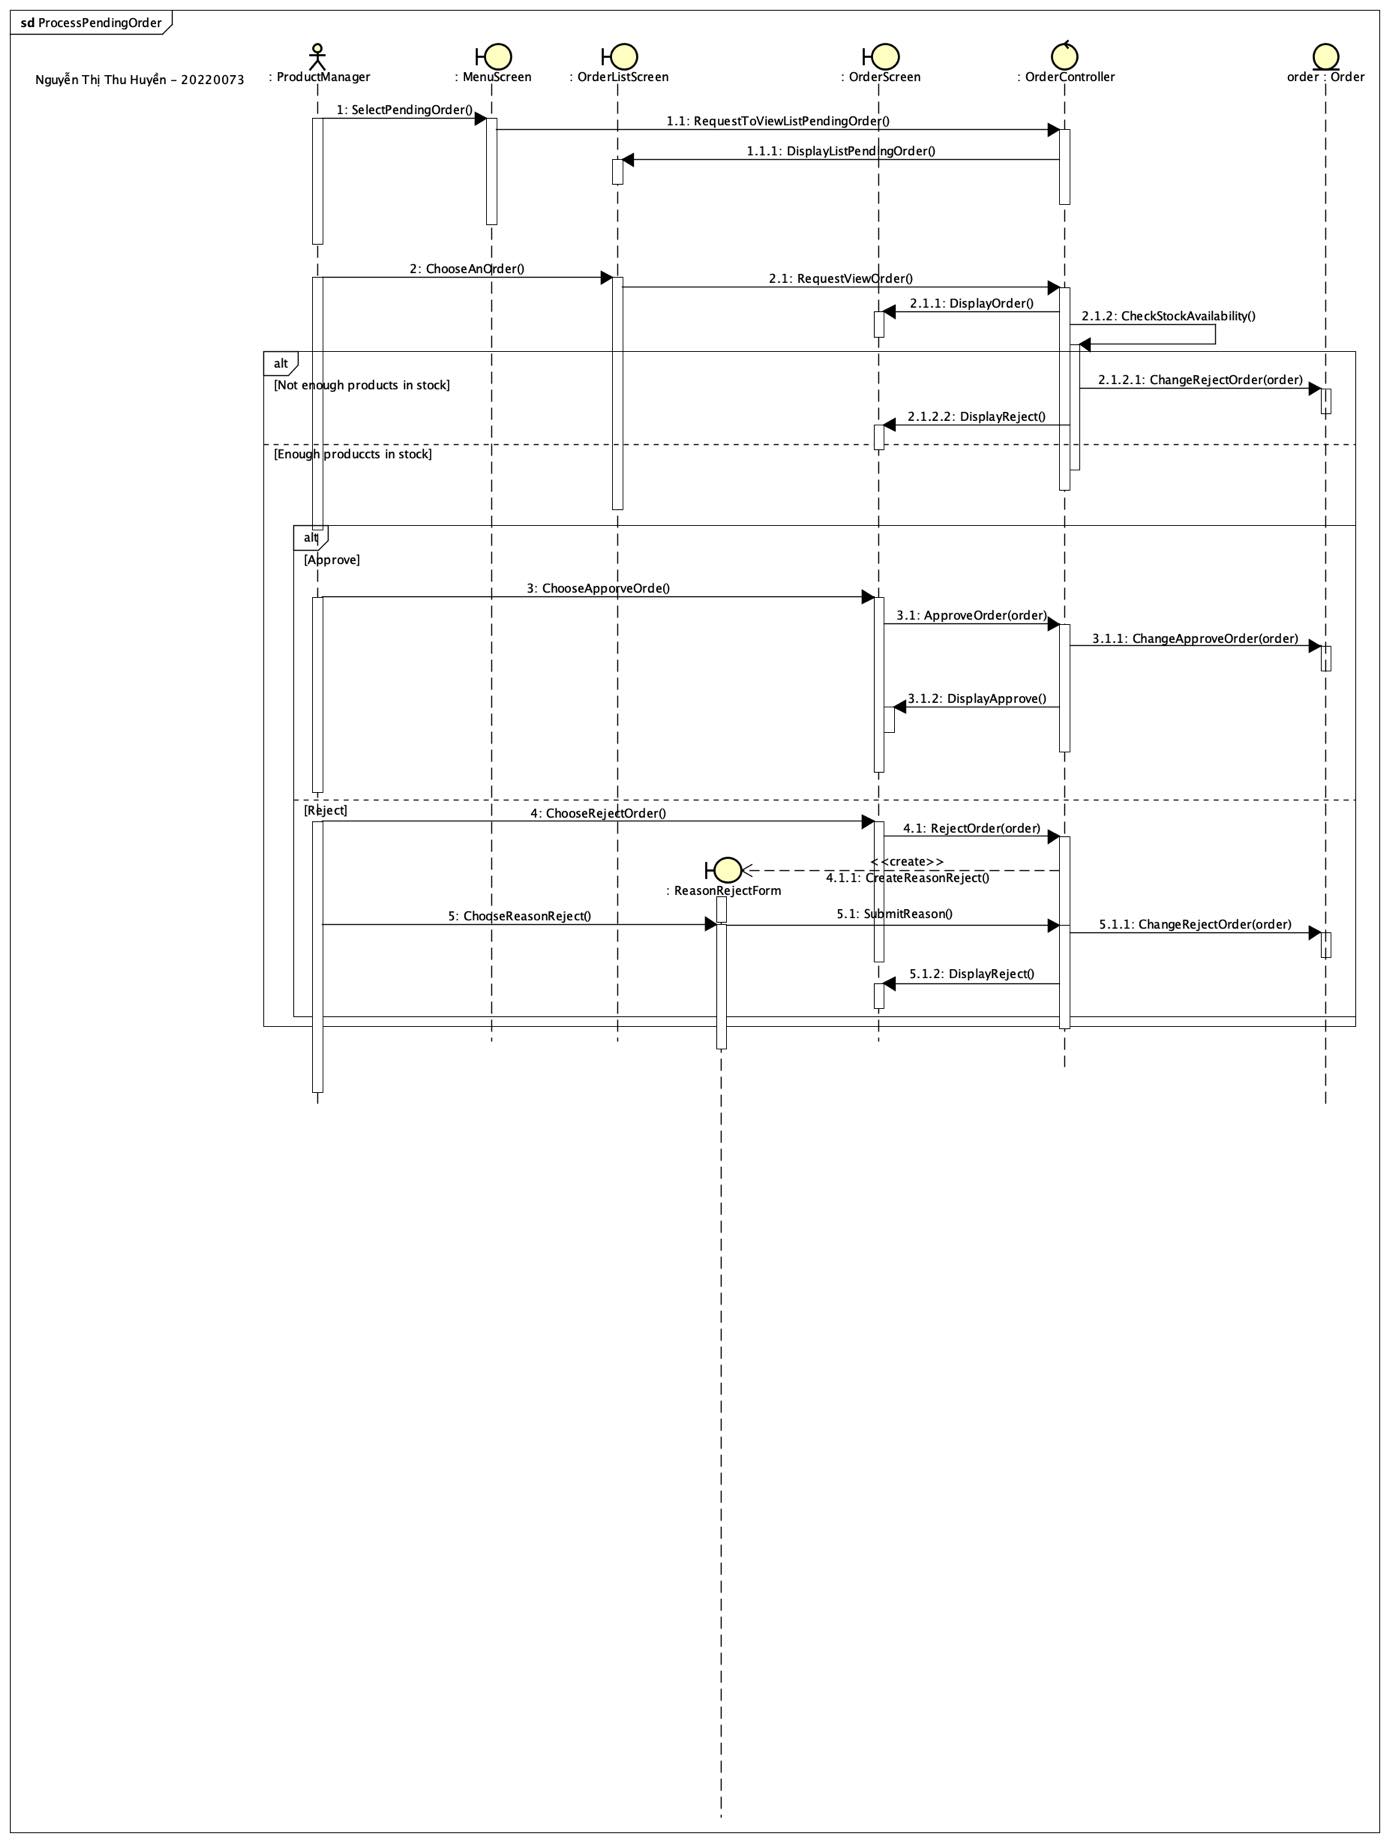 sd ProcessPendingOrder
Nguyễn Thị Thu Huyền - 20220073
: ProductManager
: MenuScreen
: OrderListScreen
: OrderScreen
: OrderController
order : Order
1: SelectPendingOrder()
1.1: RequestToViewListPendingOrder()
1.1.1: DisplayListPendingOrder()
2: ChooseAnOrder()
2.1: RequestViewOrder()
2.1.1: DisplayOrder()
2.1.2: CheckStockAvailability()
alt
[Not enough products in stock]
2.1.2.1: ChangeRejectOrder(order)
2.1.2.2: DisplayReject()
[Enough produccts in stock]
alt
[Approve]
3: ChooseApporveOrde()
3.1: ApproveOrder(order)
3.1.1: ChangeApproveOrder(order)
3.1.2: DisplayApprove()
[Reject]
4: ChooseRejectOrder()
4.1: RejectOrder(order)
<<create>>
4.1.1: CreateReasonReject()
: ReasonRejectForm
5: ChooseReasonReject()
5.1: SubmitReason()
5.1.1: ChangeRejectOrder(order)
5.1.2: DisplayReject()